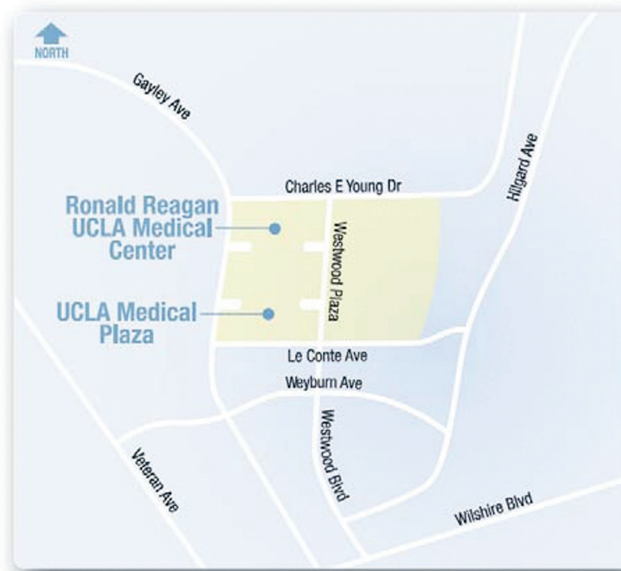 NORTH
Gayley Ave
Hilgard Ave
Charles E Young Dr
Ronald Reagan
UCLA Medical
Center
Westwood Plaza
UCLA Medical
Plaza
Le Conte Ave
Weyburn Ave
Westwood Blvd
Veteran Ave
Wilshire Blvd